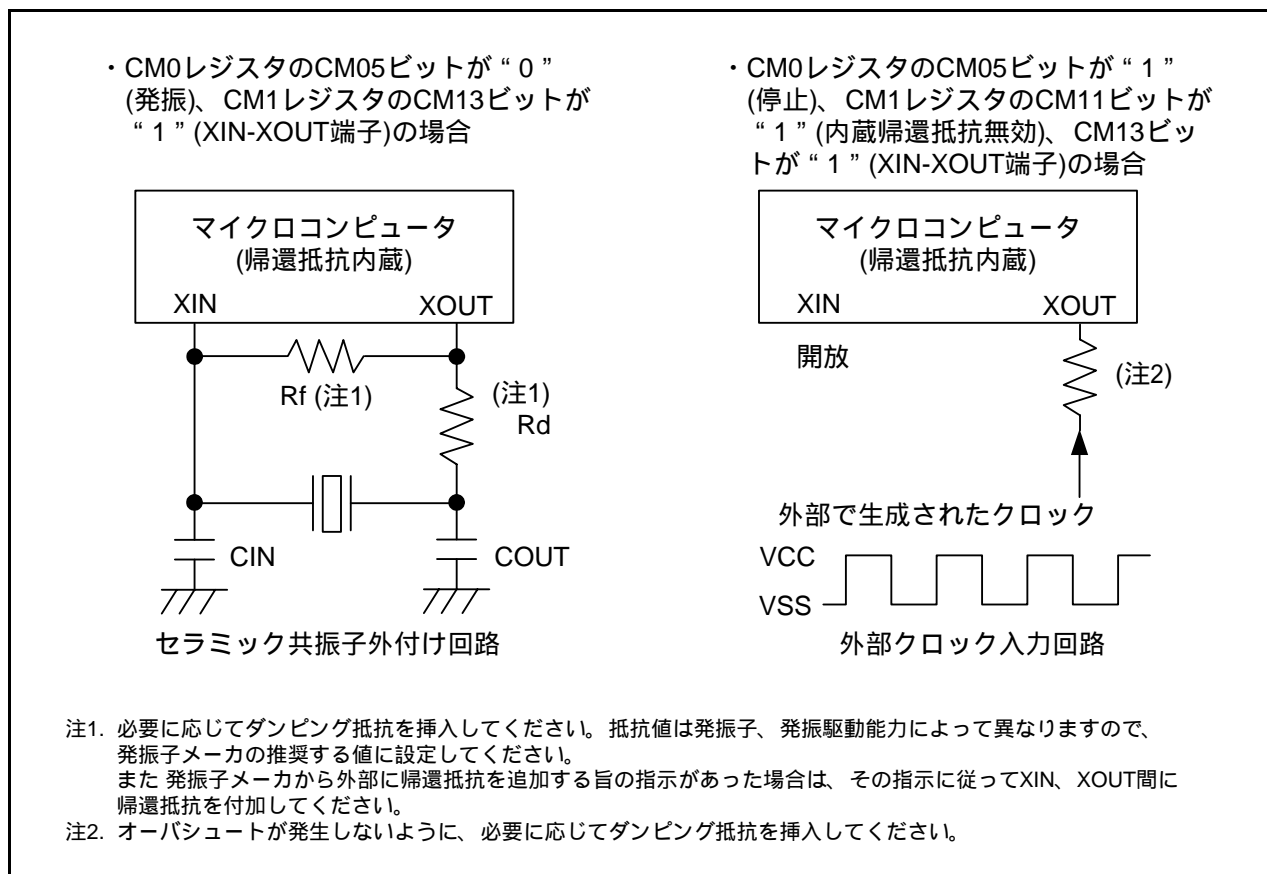 ・CM0レジスタのCM05ビットが“0”
(発振)、CM1レジスタのCM13ビットが
“1”(XIN-XOUT端子)の場合
マイクロコンピュータ
(帰還抵抗内蔵)
XIN
XOUT
Rf (注1)
(注1)
Rd
CIN
COUT
セラミック共振子外付け回路
・CM0レジスタのCM05ビットが“1”
(停止)、CM1レジスタのCM11ビットが
“1”(内蔵帰還抵抗無効)、CM13ビッ
トが“1”(XIN-XOUT端子)の場合
マイクロコンピュータ
(帰還抵抗内蔵)
XIN
XOUT
開放
(注2)
外部で生成されたクロック
VCC
VSS
外部クロック入力回路
注1. 必要に応じてダンピング抵抗を挿入してください。抵抗値は発振子、発振駆動能力によって異なりますので、
発振子メーカの推奨する値に設定してください。
また 発振子メーカから外部に帰還抵抗を追加する旨の指示があった場合は、その指示に従ってXIN、XOUT間に
帰還抵抗を付加してください。
注2. オーバシュートが発生しないように、必要に応じてダンピング抵抗を挿入してください。